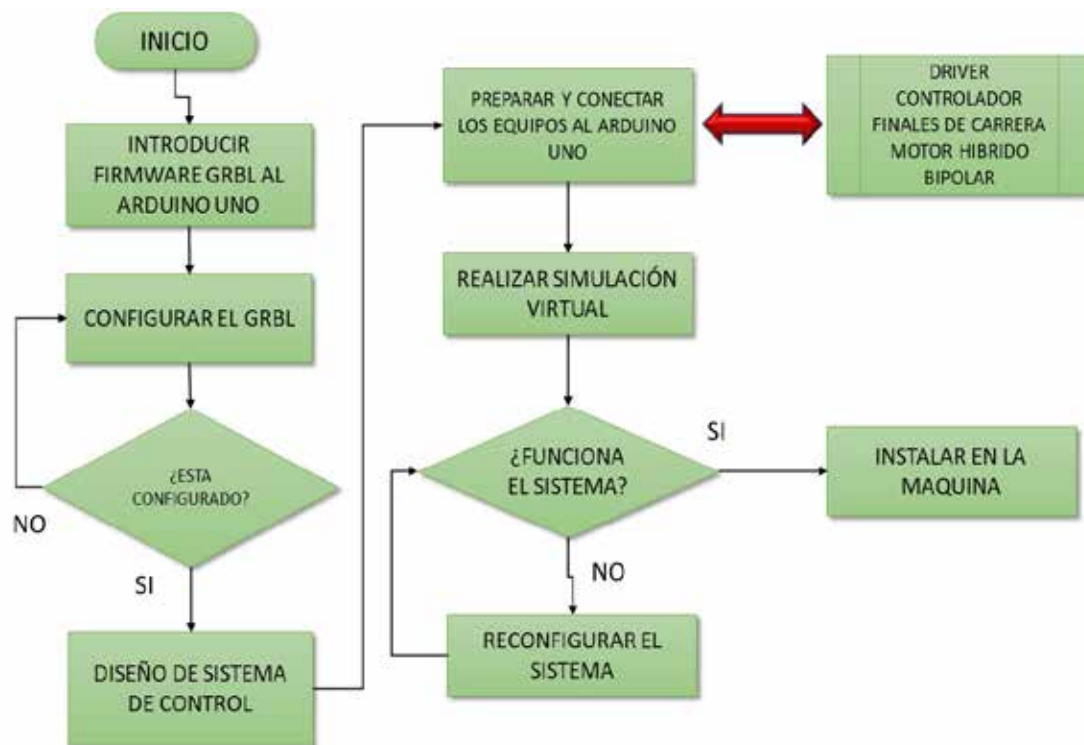 INICIO
INTRODUCIR
FIRMWARE GRBL AL
ARDUINO UNO
CONFIGURAR EL GRBL
¿ESTA
CONFIGURADO?
NO
SI
DISEÑO DE SISTEMA
DE CONTROL
PREPARAR Y CONECTAR
LOS EQUIPOS AL ARDUINO
UNO
DRIVER
CONTROLADOR
FINALES DE CARRERA
MOTOR HIBRIDO
BIPOLAR
REALIZAR SIMULACIÓN
VIRTUAL
¿FUNCIONA
EL SISTEMA?
SI
INSTALAR EN LA
MAQUINA
NO
RECONFIGURAR EL
SISTEMA